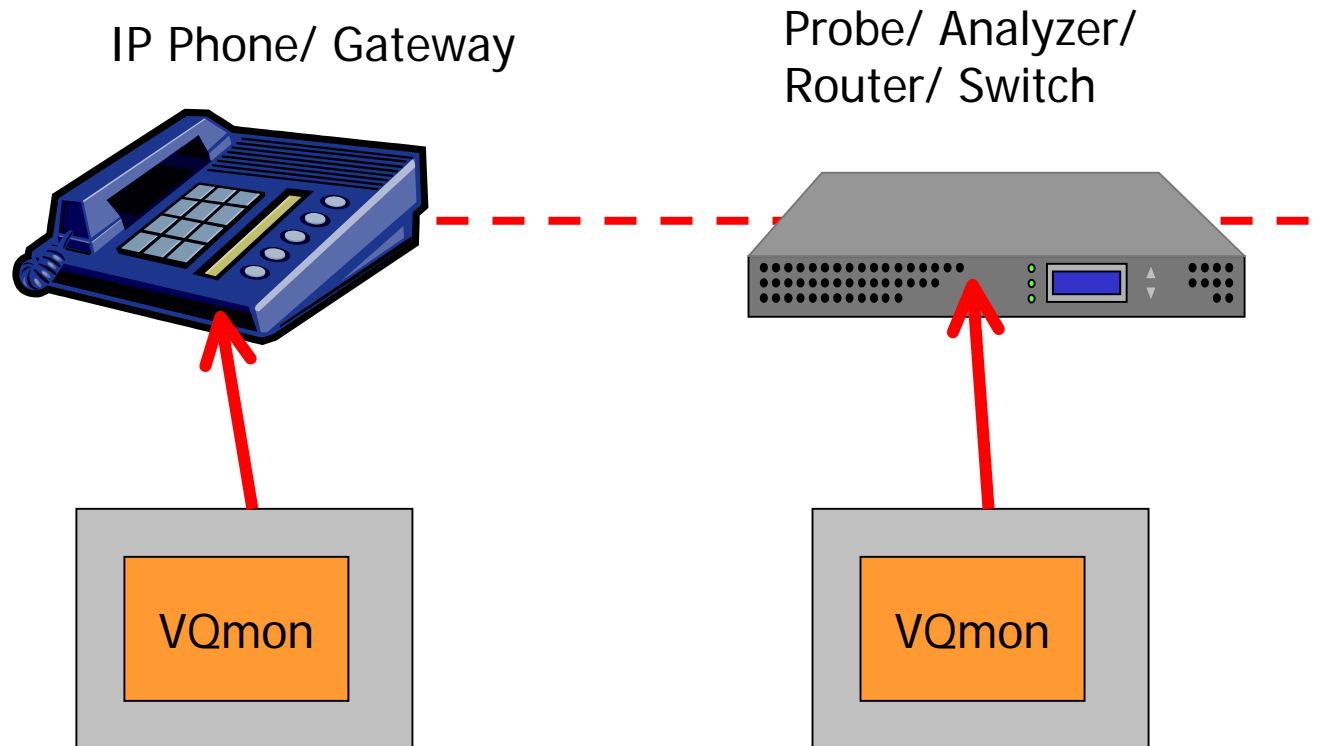 IP Phone/ Gateway
Probe/ Analyzer/
Router/ Switch
VQmon
VQmon